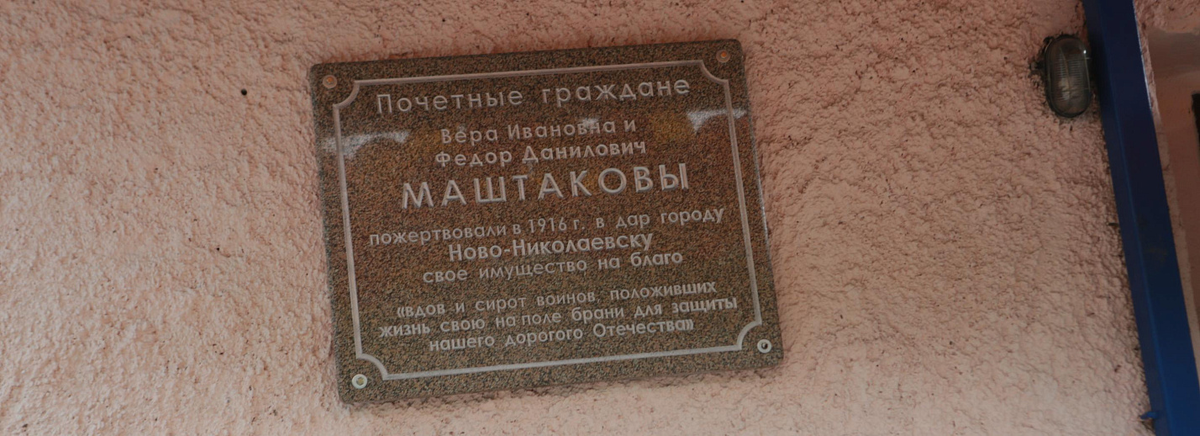 Почетные граждане
Вера Ивановна и
Федор Данилович
МАШТАКОВЫ
пожертвовали в 1916 г. в дар городу
Ново-Николаевску
свое имущество на благо
«вдов и сирот воинов, положивших
жизнь свою на поле брани для защиты
нашего дорогого Отечества»